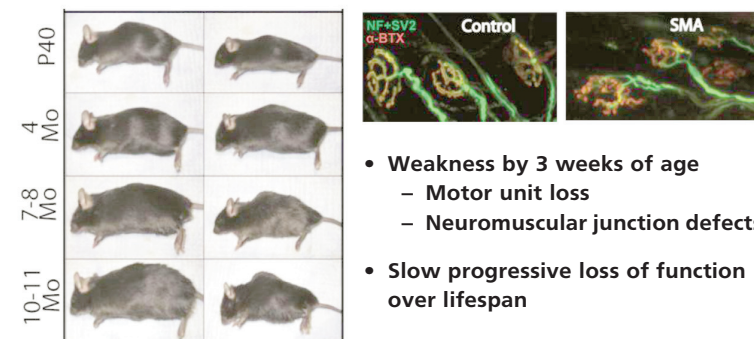 P40
4
Mo
7-8
Mo
10-11
Mo
NF+SV2
α-BTX
Control
SMA
• Weakness by 3 weeks of age
– Motor unit loss
– Neuromuscular junction defects
• Slow progressive loss of function
over lifespan